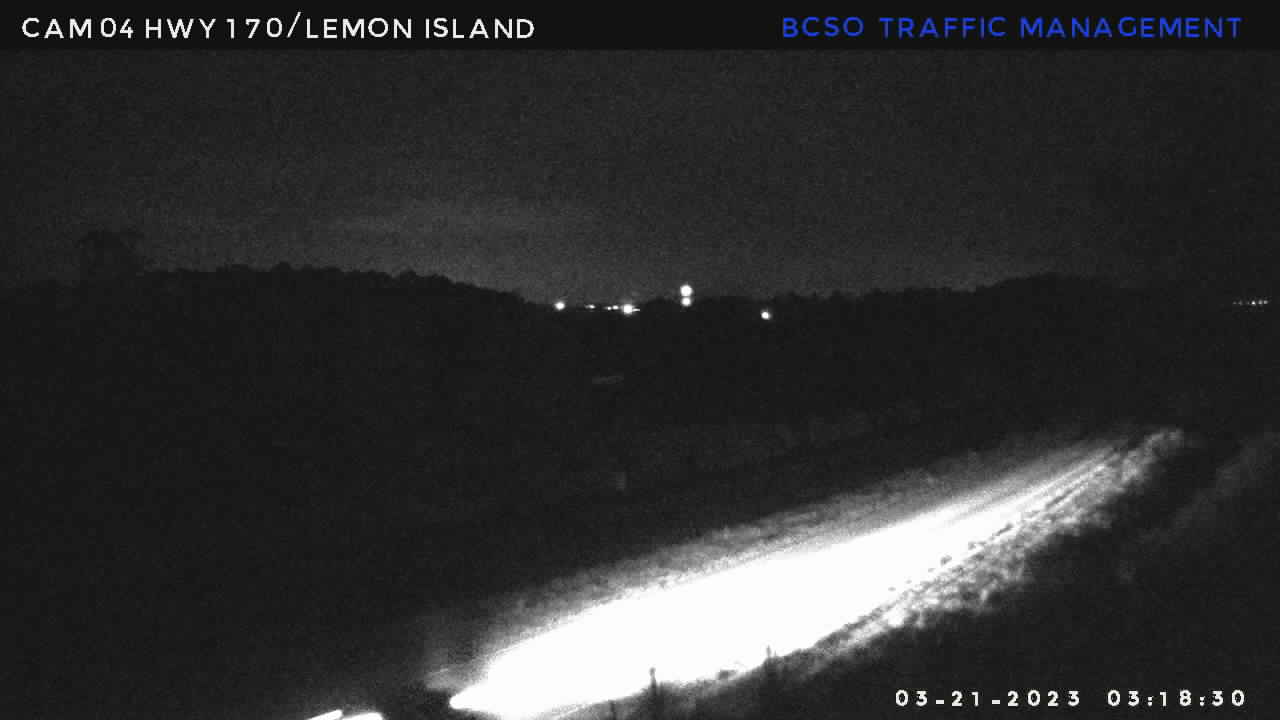 CAM 04 HWY 170/LEMON ISLAND
BCSO TRAFFIC MANAGEMENT
03-21-2023 03:18:30